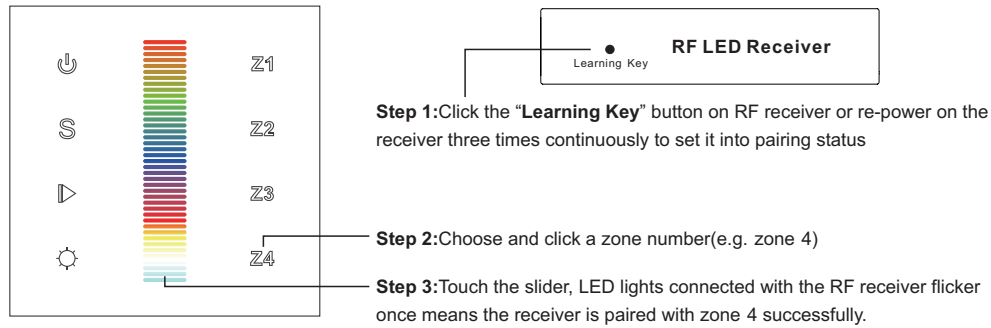 RF LED Receiver
Learning Key
Z1
S
Z2
Z3
Z4
Step 1:Click the “Learning Key” button on RF receiver or re-power on the
receiver three times continuously to set it into pairing status
Step 2:Choose and click a zone number(e.g. zone 4)
Step 3:Touch the slider, LED lights connected with the RF receiver flicker
once means the receiver is paired with zone 4 successfully.